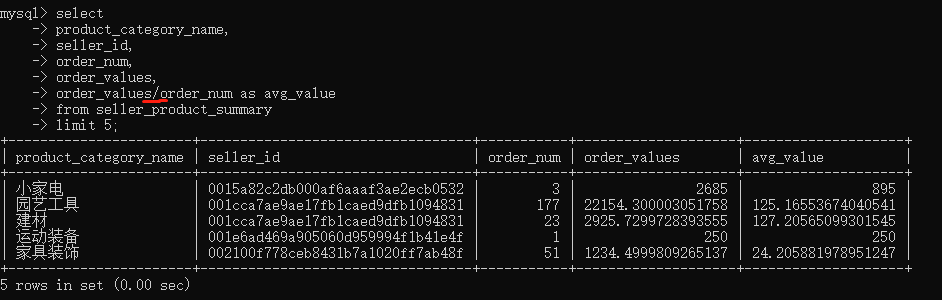 mysql> select
    -> product_category_name,
    -> seller_id,
    -> order_num,
    -> order_values,
    -> order_values/order_num as avg_value
    -> from seller_product_summary
    -> limit 5;
+-----------------------+----------------------------------+-----------+--------------------+--------------------+
| product_category_name | seller_id | order_num | order_values | avg_value |
+-----------------------+----------------------------------+-----------+--------------------+--------------------+
| 小家电 | 0015a82c2db000af6aaaf3ae2ecb0532 | 3 | 2685 | 895 |
| 园艺工具 | 001cca7ae9ae17fb1caed9dfb1094831 | 177 | 22154.300003051758 | 125.16553674040541 |
| 建材 | 001cca7ae9ae17fb1caed9dfb1094831 | 23 | 2925.7299728393555 | 127.20565099301545 |
| 运动装备 | 001e6ad469a905060d959994f1b41e4f | 1 | 250 | 250 |
| 家具装饰 | 002100f778ceb8431b7a1020ff7ab48f | 51 | 1234.4999809265137 | 24.205881978951247 |
+-----------------------+----------------------------------+-----------+--------------------+--------------------+
5 rows in set (0.00 sec)